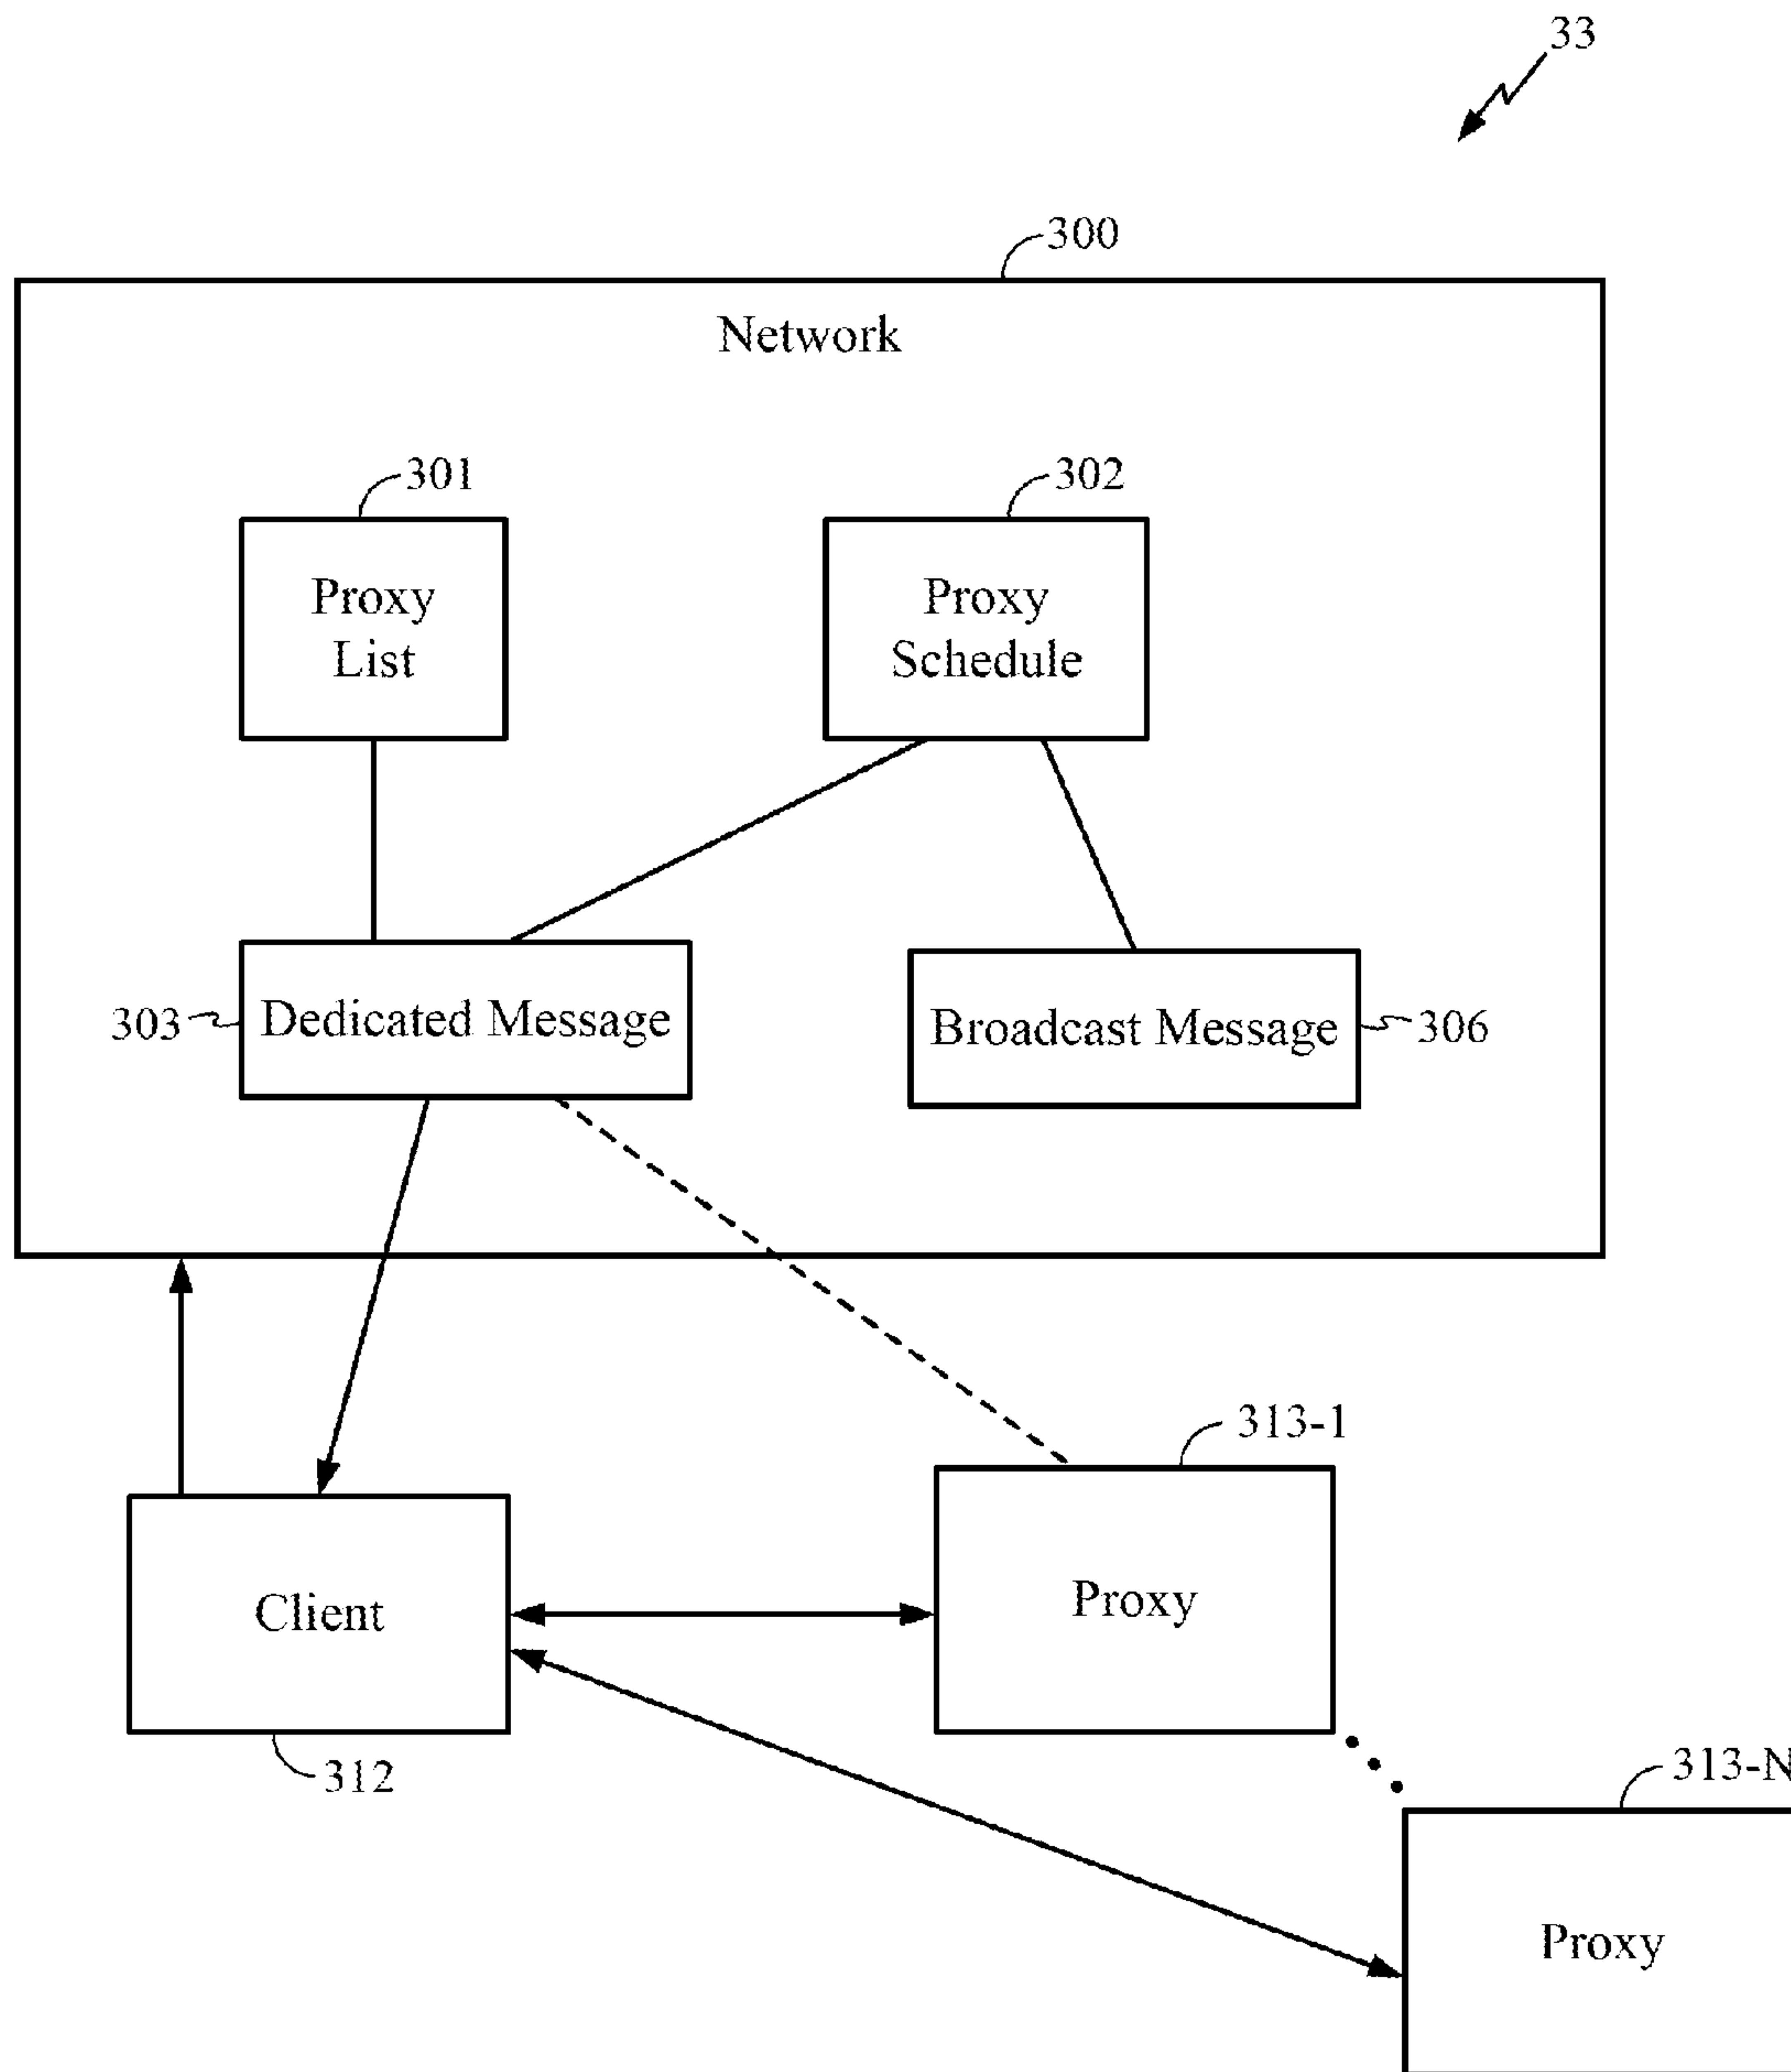 33
300
Network
301
302
Proxy
List
Proxy
Schedule
303
Dedicated Message
Broadcast Message
306
313-1
Client
Proxy
312
313-N
Proxy